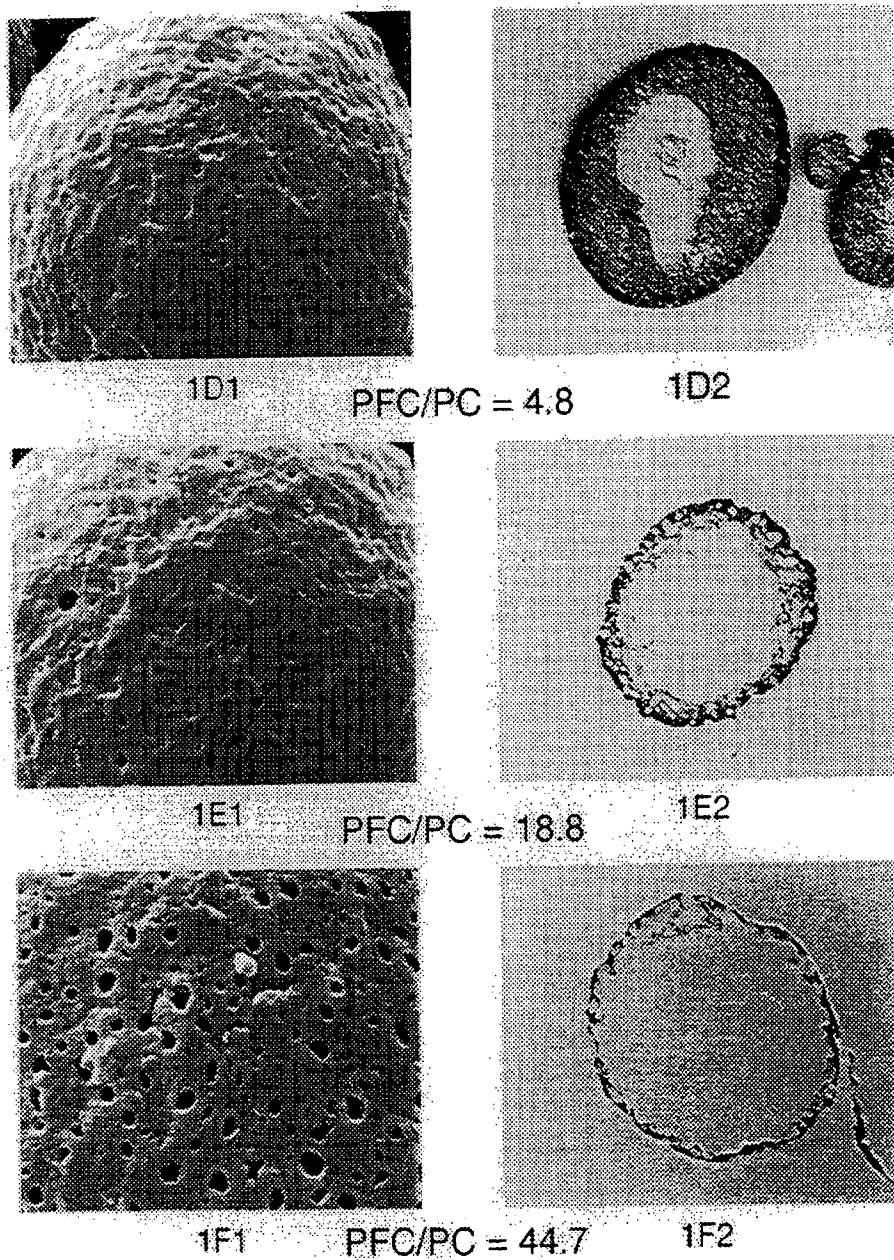 1D1
1D2
PFC/PC = 4.8
1E1
1E2
PFC/PC = 18.8
1F1
PFC/PC = 44.7
1F2